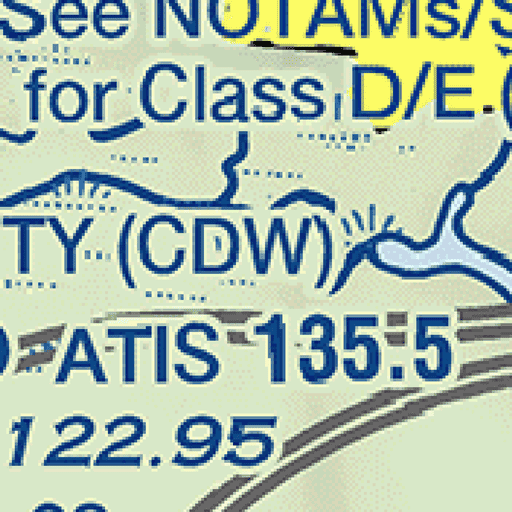 See NOTAMs/S
for Class D/E (
TY (CDW)
ATIS 135.5
122.95